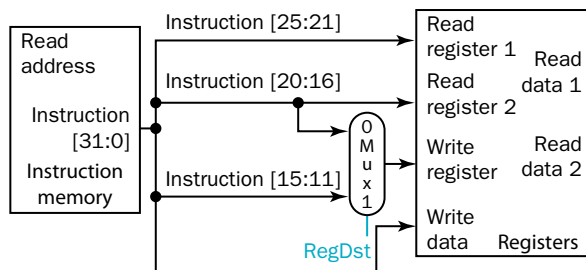 Read
address
Instruction
[31:0]
Instruction
memory
Instruction [25:21]
Instruction [20:16]
Instruction [15:11]
0
M
u
x
1
RegDst
Read
register 1
Read
data 1
Read
register 2
Write
register
Read
data 2
Write
data
Registers